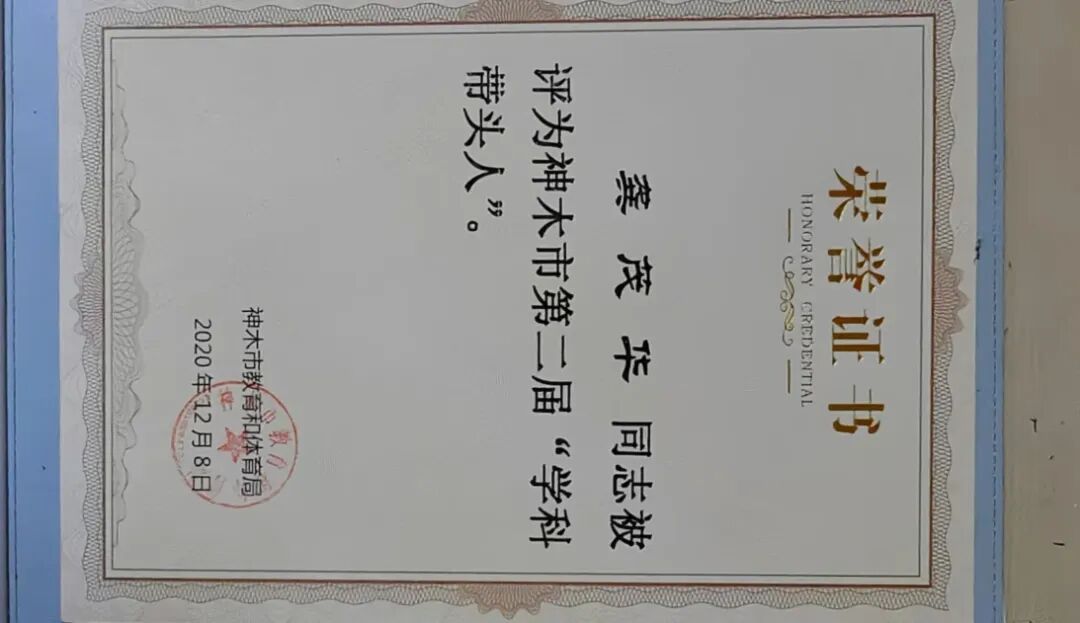 荣誉证书
HONORARY CREDENTIAL
龚茂华同志被
评为神木市第二届“学科
带头人”。
神木市教育和体育局
2020年12月8日